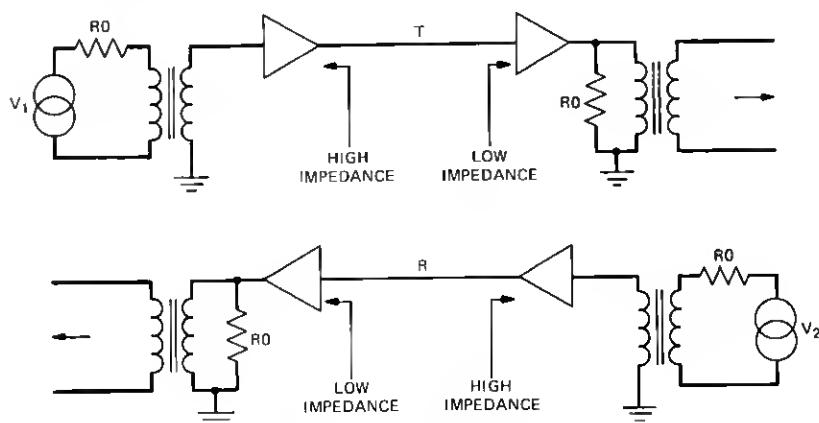 R0
T
V1
R0
HIGH
IMPEDANCE
LOW
IMPEDANCE
R
R0
R0
V2
LOW
IMPEDANCE
HIGH
IMPEDANCE